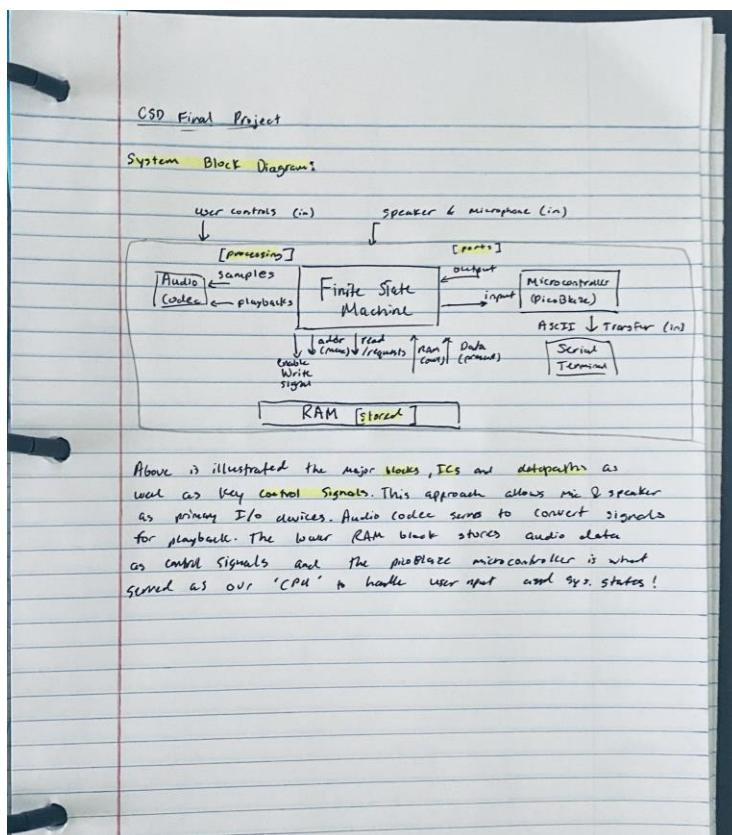 CSD Final Project
System Block Diagram:
user controls (in) speaker & microphone (in)
[processing] [ports]
Audio Codec
samples
playbacks
Finite State
Machine
output
input
Microcontroller
(PicoBlaze)
ASCII Transfer (in)
Serial
Terminal
Enable
Write
signal
addr
(mem)
read
/requests
RAM
(out)
Data
(present)
RAM [stored]
Above is illustrated the major blocks, ICs and datapaths as
well as key control signals. This approach allows mic & speaker
as primary I/o devices. Audio codec serves to convert signals
for playback. The lower RAM block stores audio data
as control signals and the picoBlaze microcontroller is what
served as our 'CPU' to handle user input and sys. states!